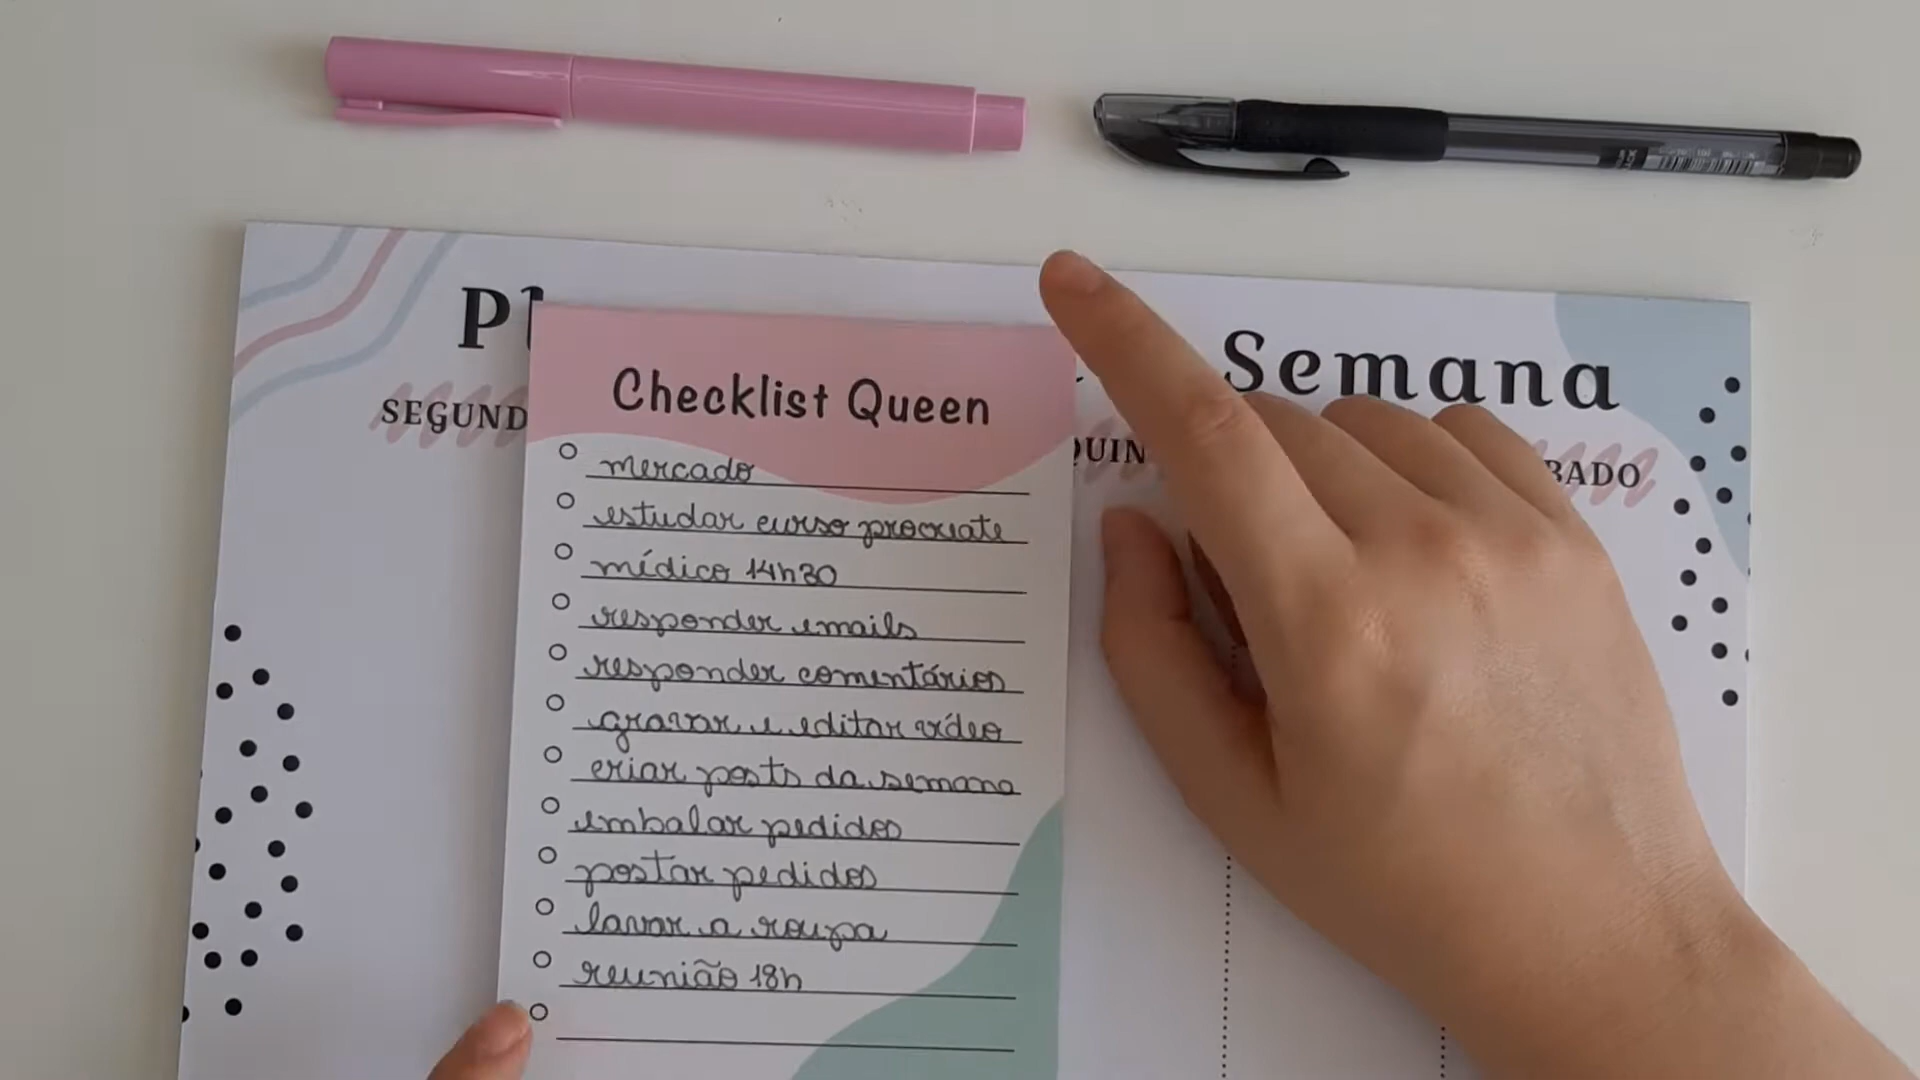 Pl
Semana
SEGUND
QUIN
BADO
Checklist Queen
mercado
estudar curso procreate
médico 14h30
responder emails
responder comentários
gravar e editar vídeo
criar posts da semana
embalar pedidos
postar pedidos
lavar a roupa
reunião 18h